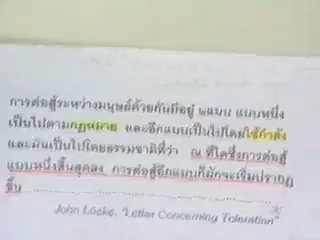 การต่อสู้ระหว่างมนุษย์ด้วยกันมีอยู่ ๒แบบ แบบหนึ่ง
เป็นไปตามกฎหมาย และอีกแบบเป็นไปโดยใช้กำลัง
และมันเป็นไปโดยธรรมชาติที่ว่า ณ ที่ใดซึ่งการต่อสู้
แบบหนึ่งสิ้นสุดลง การต่อสู้อีกแบบก็มักจะเริ่มปรากฏ
ขึ้น
John Locke, "Letter Concerning Toleration"